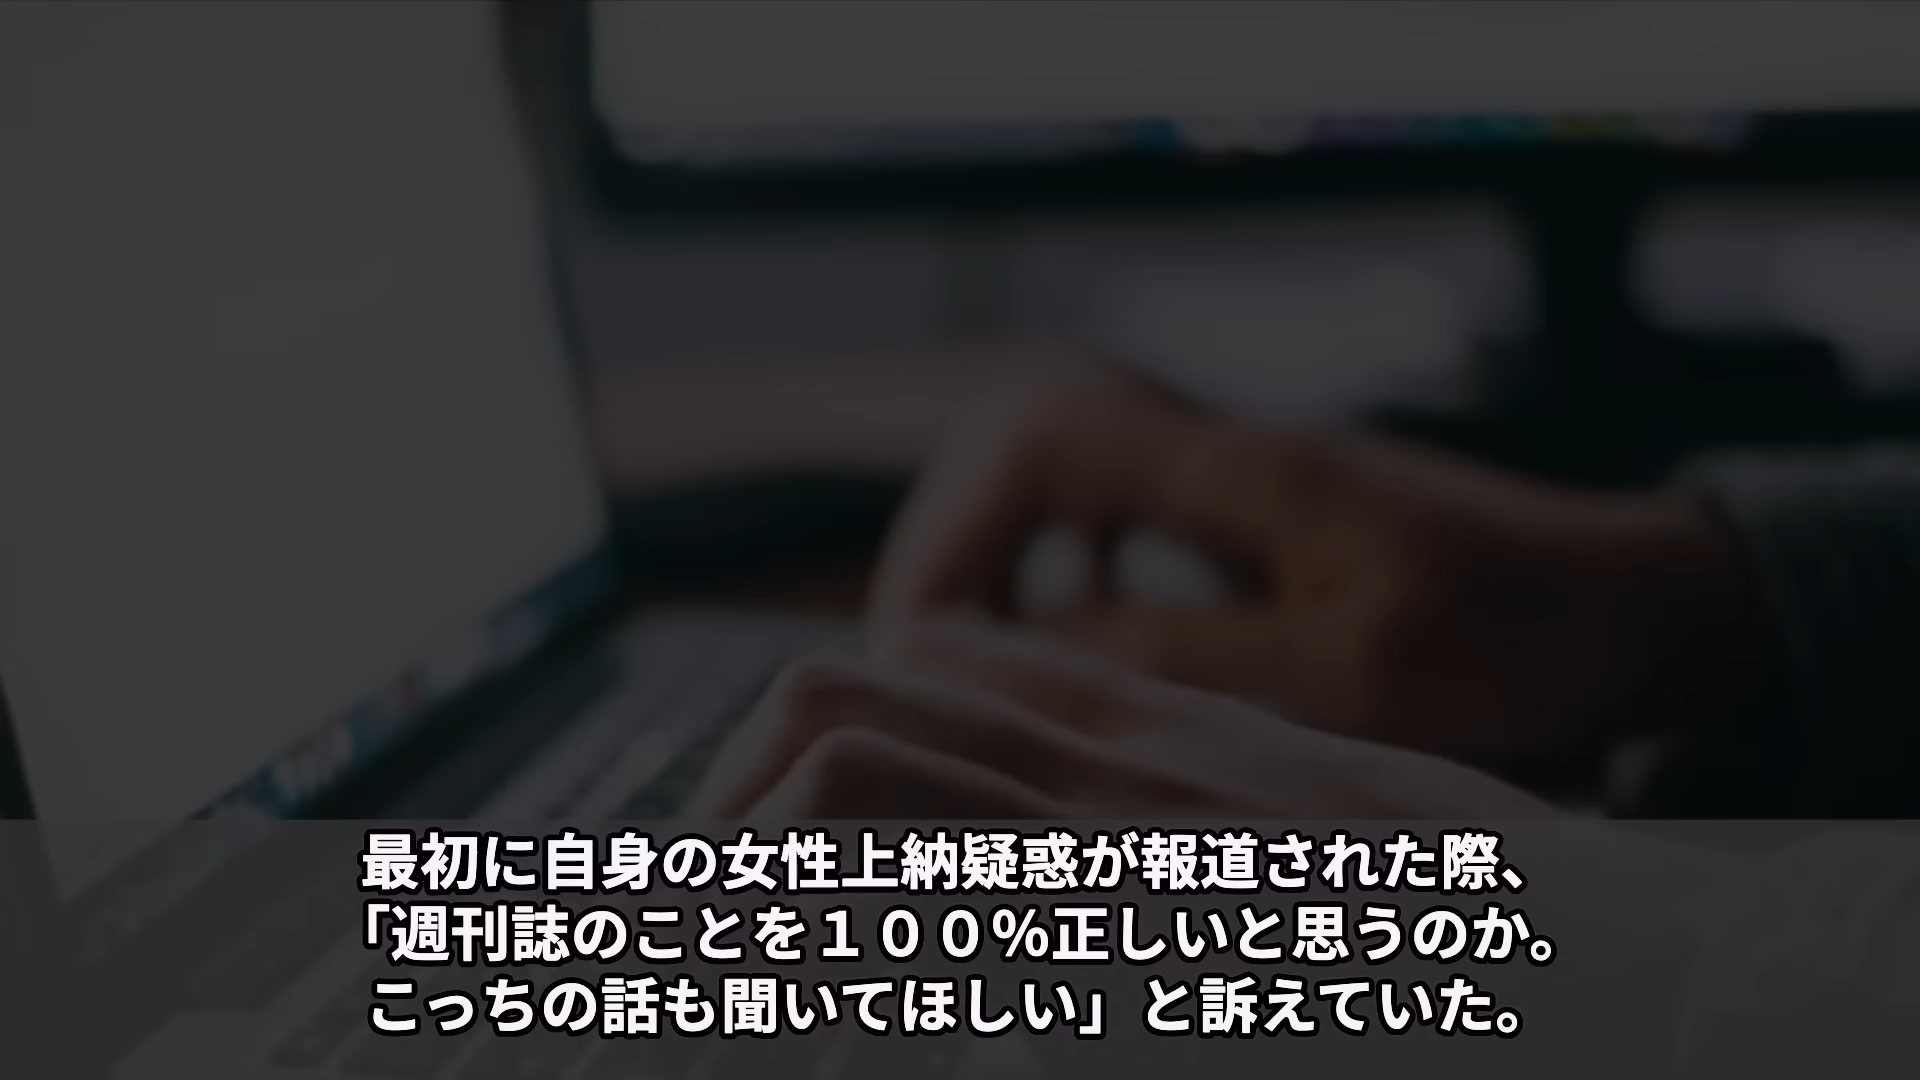 最初に自身の女性上納疑惑が報道された際、
「週刊誌のことを１００％正しいと思うのか。
こっちの話も聞いてほしい」と訴えていた。